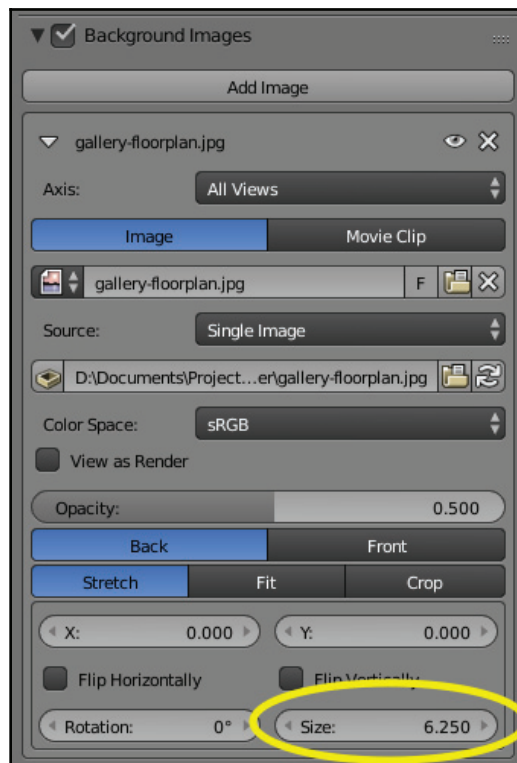 Background Images
Add Image
gallery-floorplan.jpg
Axis: All Views
Image Movie Clip
gallery-floorplan.jpg F
Source: Single Image
D:\Documents\Project...er\gallery-floorplan.jpg
Color Space: sRGB
View as Render
Opacity: 0.500
Back Front
Stretch Fit Crop
X: 0.000 Y: 0.000
Flip Horizontally Flip Vertically
Rotation: 0° Size: 6.250